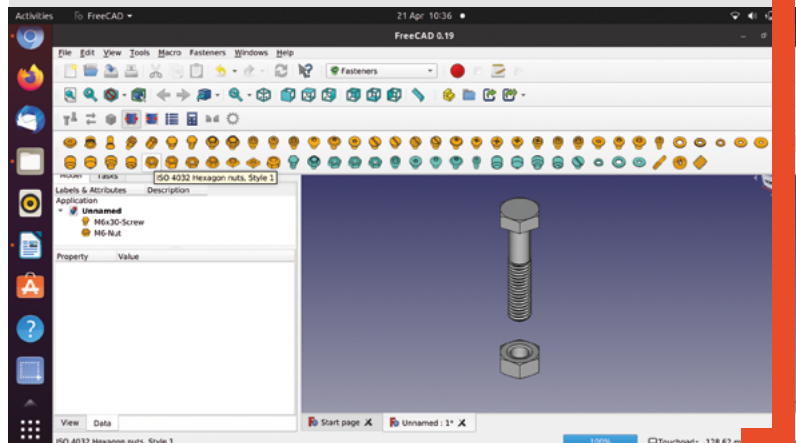 Activities FreeCAD 21 Apr 10:36
FreeCAD 0.19
File Edit View Tools Macro Fasteners Windows Help
Fasteners
Model Tasks
ISO 4032 Hexagon nuts, Style 1
Labels & Attributes Description
Application
Unnamed
M6x30-Screw
M6-Nut
Property Value
View Data
Start page Unnamed : 1*
ISO 4032 Hexagon nuts, Style 1
100%
Touchpad 128.62